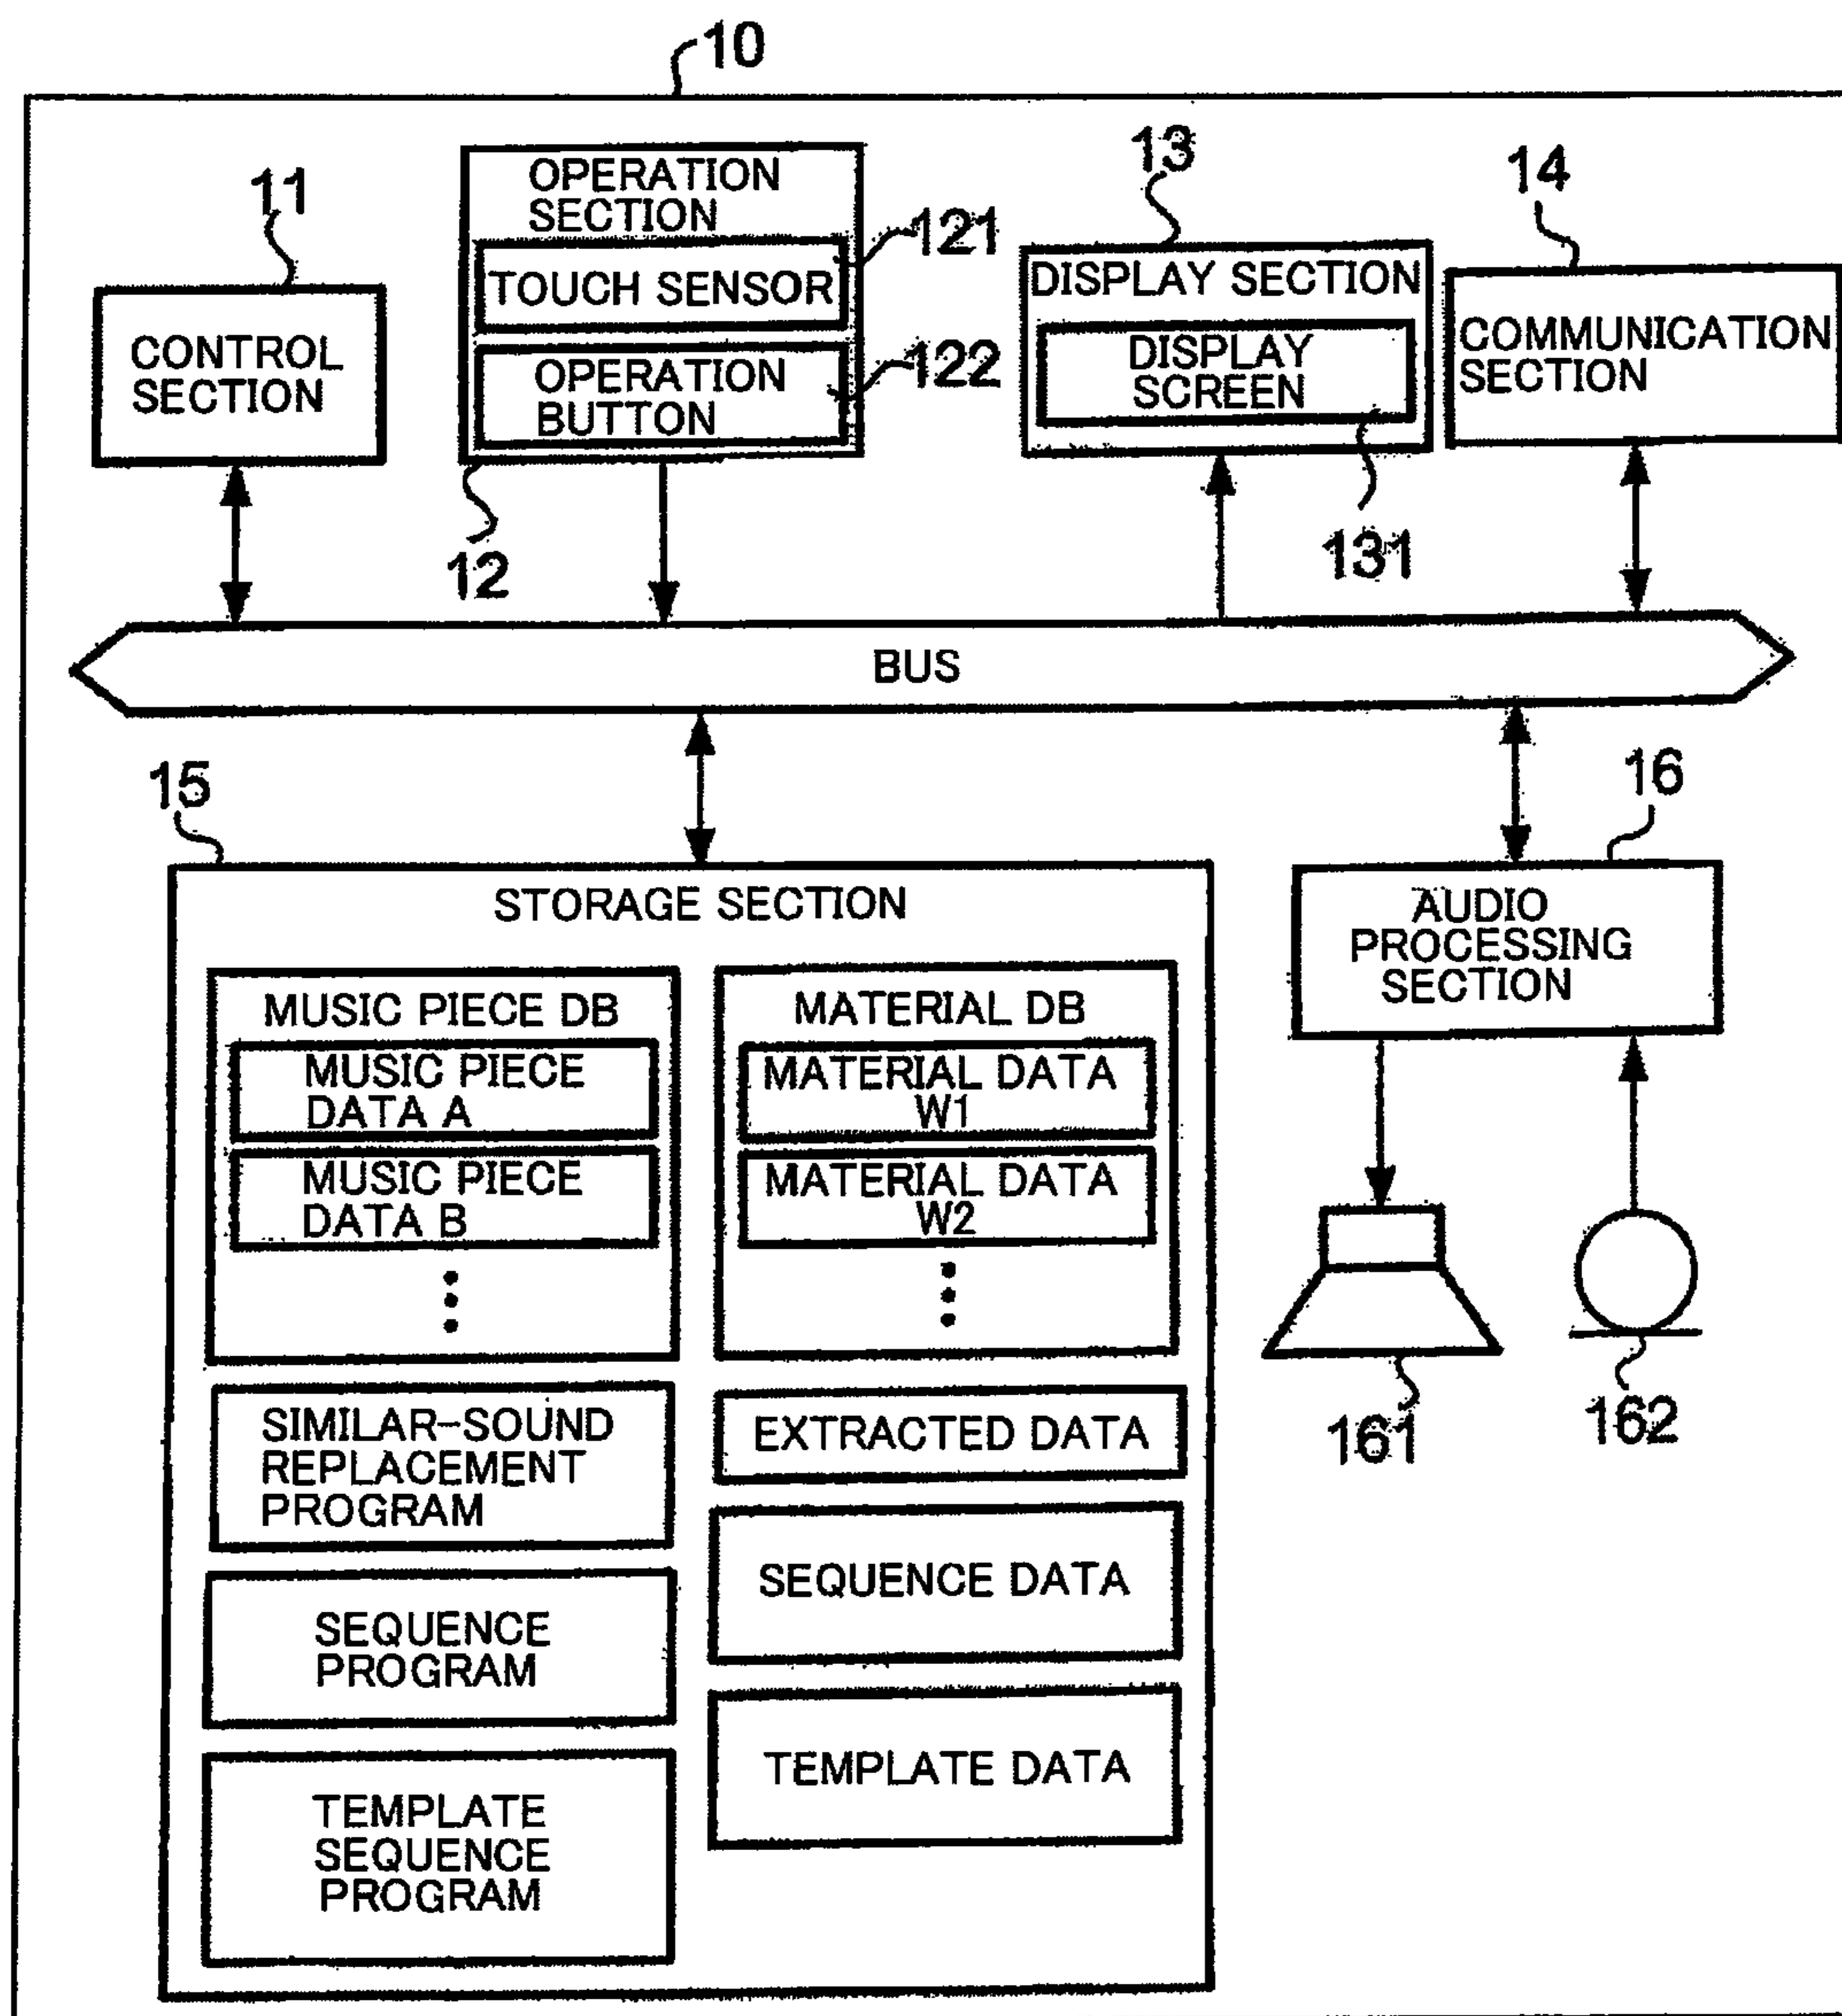 10
11
CONTROL
SECTION
OPERATION
SECTION
121
TOUCH SENSOR
122
OPERATION
BUTTON
12
13
DISPLAY SECTION
DISPLAY
SCREEN
131
14
COMMUNICATION
SECTION
BUS
15
STORAGE SECTION
MUSIC PIECE DB
MUSIC PIECE
DATA A
MUSIC PIECE
DATA B
MATERIAL DB
MATERIAL DATA
W1
MATERIAL DATA
W2
SIMILAR-SOUND
REPLACEMENT
PROGRAM
EXTRACTED DATA
SEQUENCE
PROGRAM
SEQUENCE DATA
TEMPLATE
SEQUENCE
PROGRAM
TEMPLATE DATA
16
AUDIO
PROCESSING
SECTION
161
162